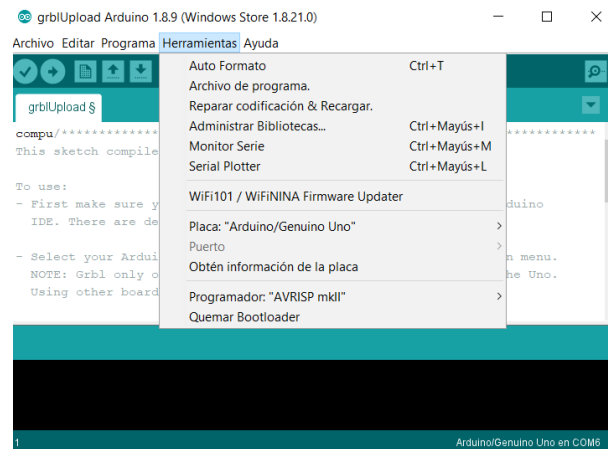 grblUpload Arduino 1.8.9 (Windows Store 1.8.21.0)
Archivo Editar Programa Herramientas Ayuda
grblUpload §
Auto Formato Ctrl+T
Archivo de programa.
Reparar codificación & Recargar.
Administrar Bibliotecas... Ctrl+Mayús+I
Monitor Serie Ctrl+Mayús+M
Serial Plotter Ctrl+Mayús+L
WiFi101 / WiFiNINA Firmware Updater
Placa: "Arduino/Genuino Uno"
Puerto
Obtén información de la placa
Programador: "AVRISP mkII"
Quemar Bootloader
compu/************* ************
This sketch compile
To use:
- First make sure y duino
IDE. There are de
- Select your Ardui n menu.
NOTE: Grbl only o he Uno.
Using other board
1 Arduino/Genuino Uno en COM6